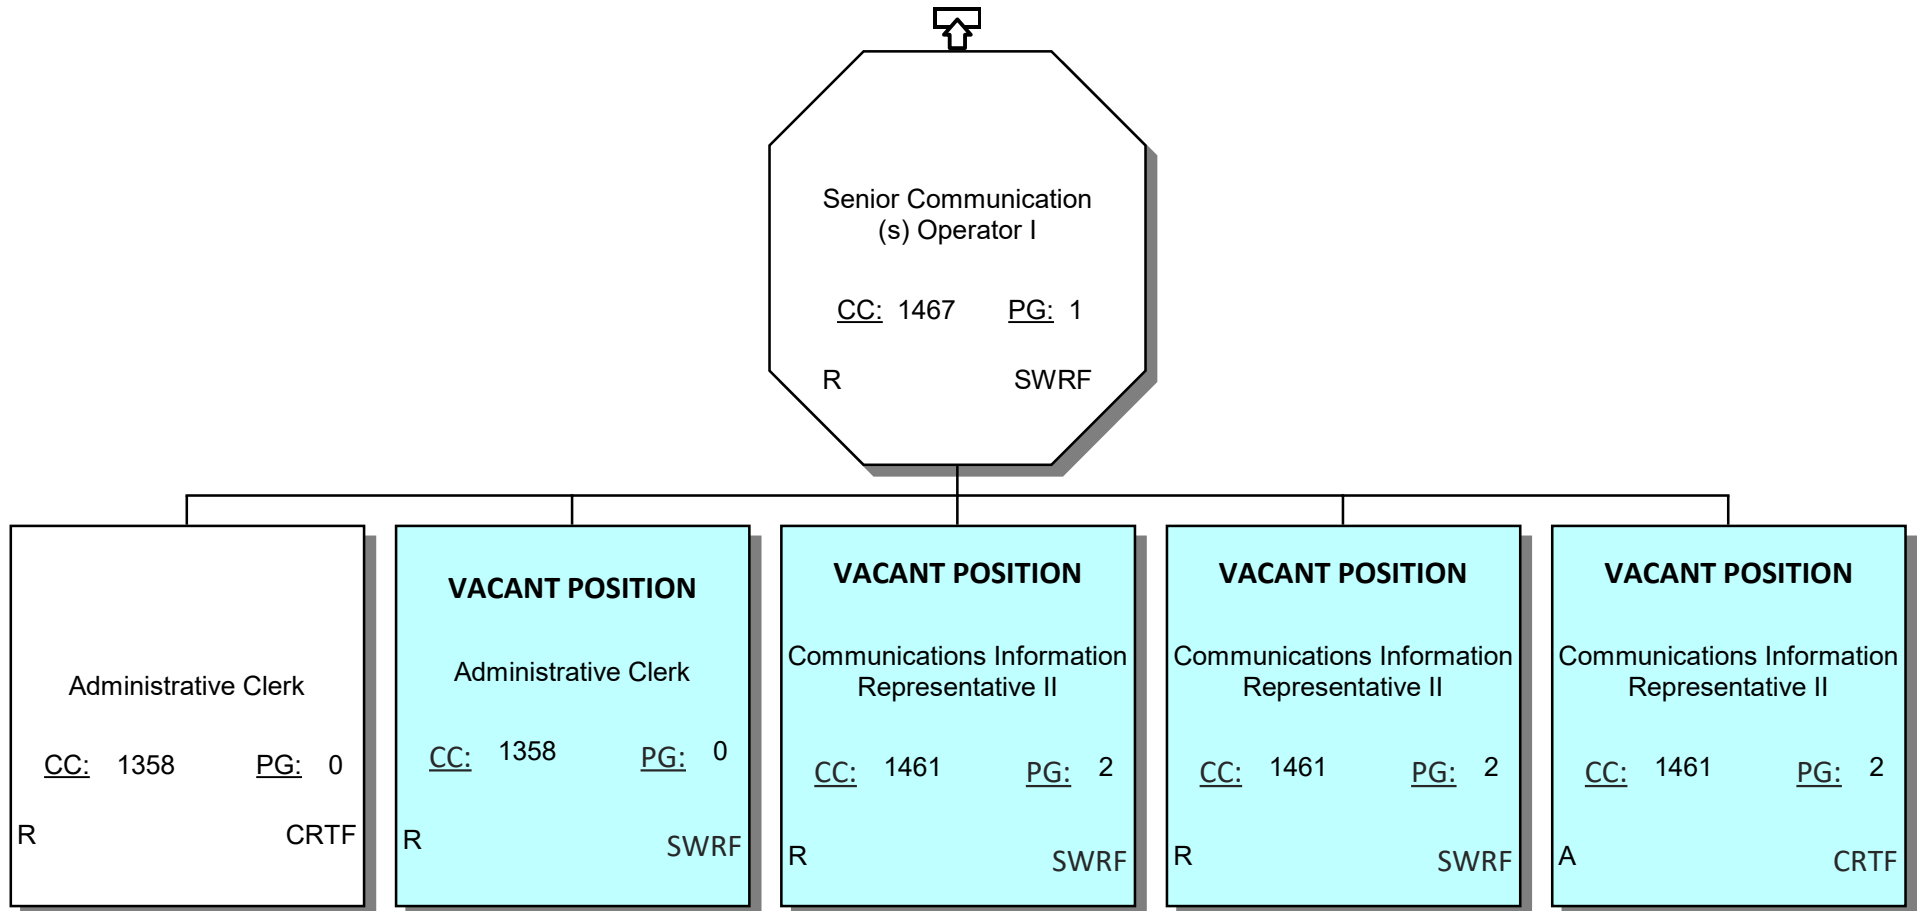 Senior Communication
(s) Operator I
CC: 1467 PG: 1
R SWRF
Administrative Clerk
CC: 1358 PG: 0
R CRTF
VACANT POSITION
Administrative Clerk
CC: 1358 PG: 0
R SWRF
VACANT POSITION
Communications Information
Representative II
CC: 1461 PG: 2
R SWRF
VACANT POSITION
Communications Information
Representative II
CC: 1461 PG: 2
R SWRF
VACANT POSITION
Communications Information
Representative II
CC: 1461 PG: 2
A CRTF